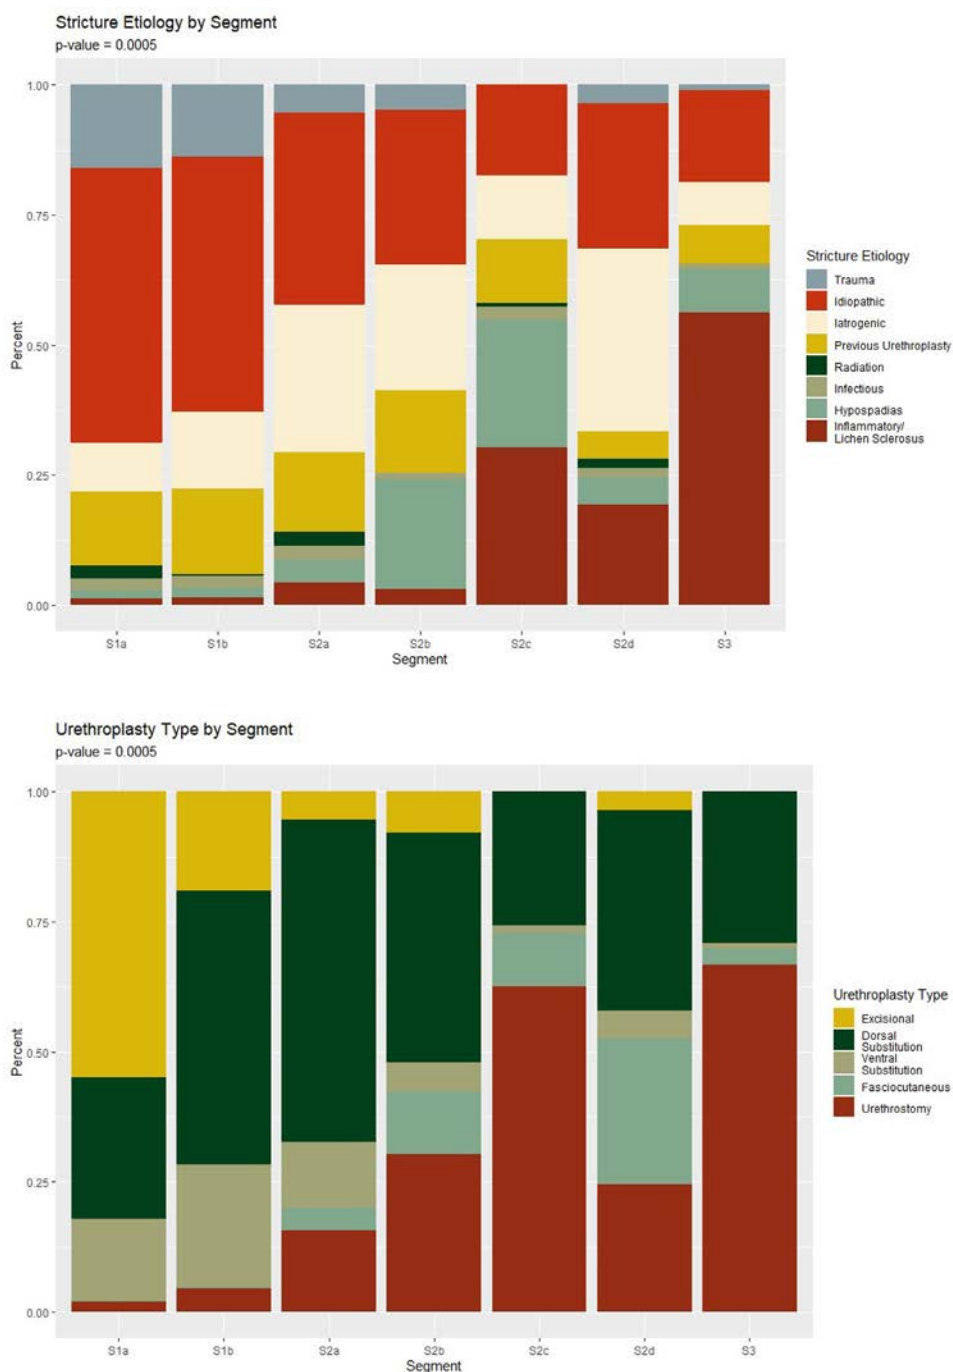 Stricture Etiology by Segment
p-value = 0.0005
1.00
0.75
0.50
0.25
0.00
Percent
S1a S1b S2a S2b S2c S2d S3
Segment
Stricture Etiology
Trauma
Idiopathic
Iatrogenic
Previous Urethroplasty
Radiation
Infectious
Hypospadias
Inflammatory/
Lichen Sclerosus
Urethroplasty Type by Segment
p-value = 0.0005
1.00
0.75
0.50
0.25
0.00
Percent
S1a S1b S2a S2b S2c S2d S3
Segment
Urethroplasty Type
Excisional
Dorsal
Substitution
Ventral
Substitution
Fasciocutaneous
Urethrostomy